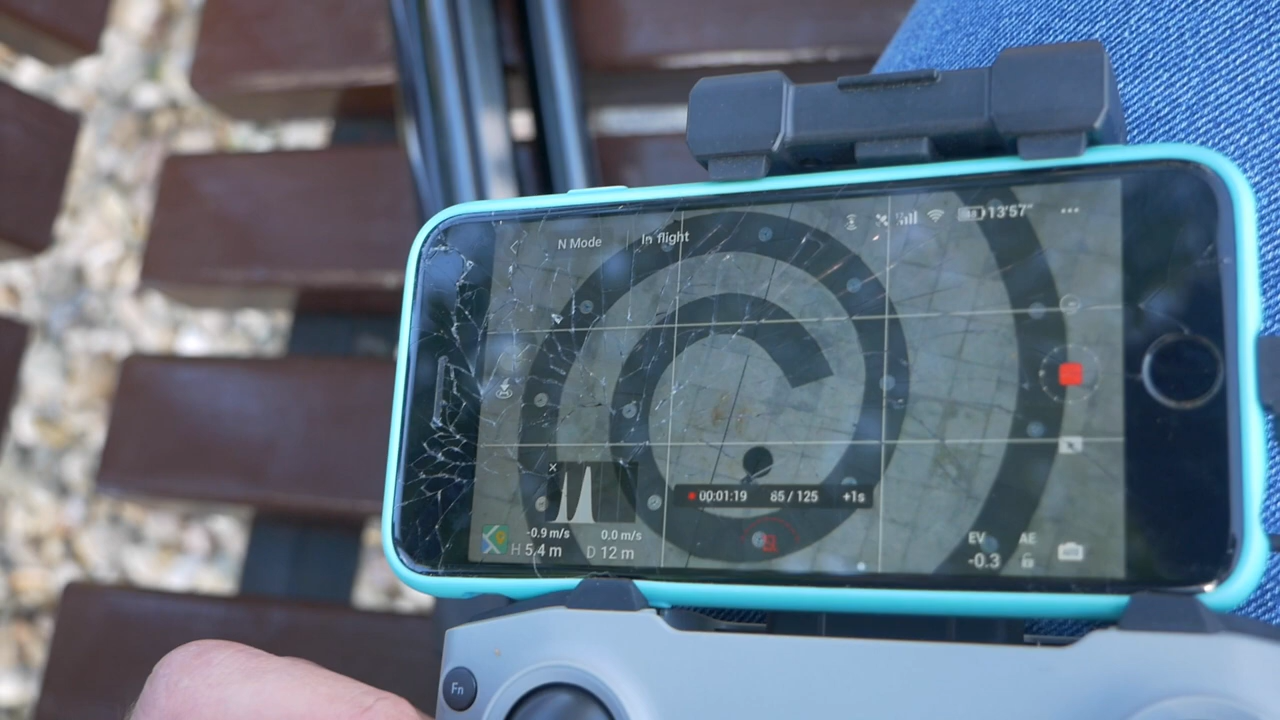 N Mode In flight 13'57"
00:01:19 85 / 125 +1s
-0.9 m/s 0.0 m/s
H 5,4 m D 12 m
EV AE
-0.3
Fn